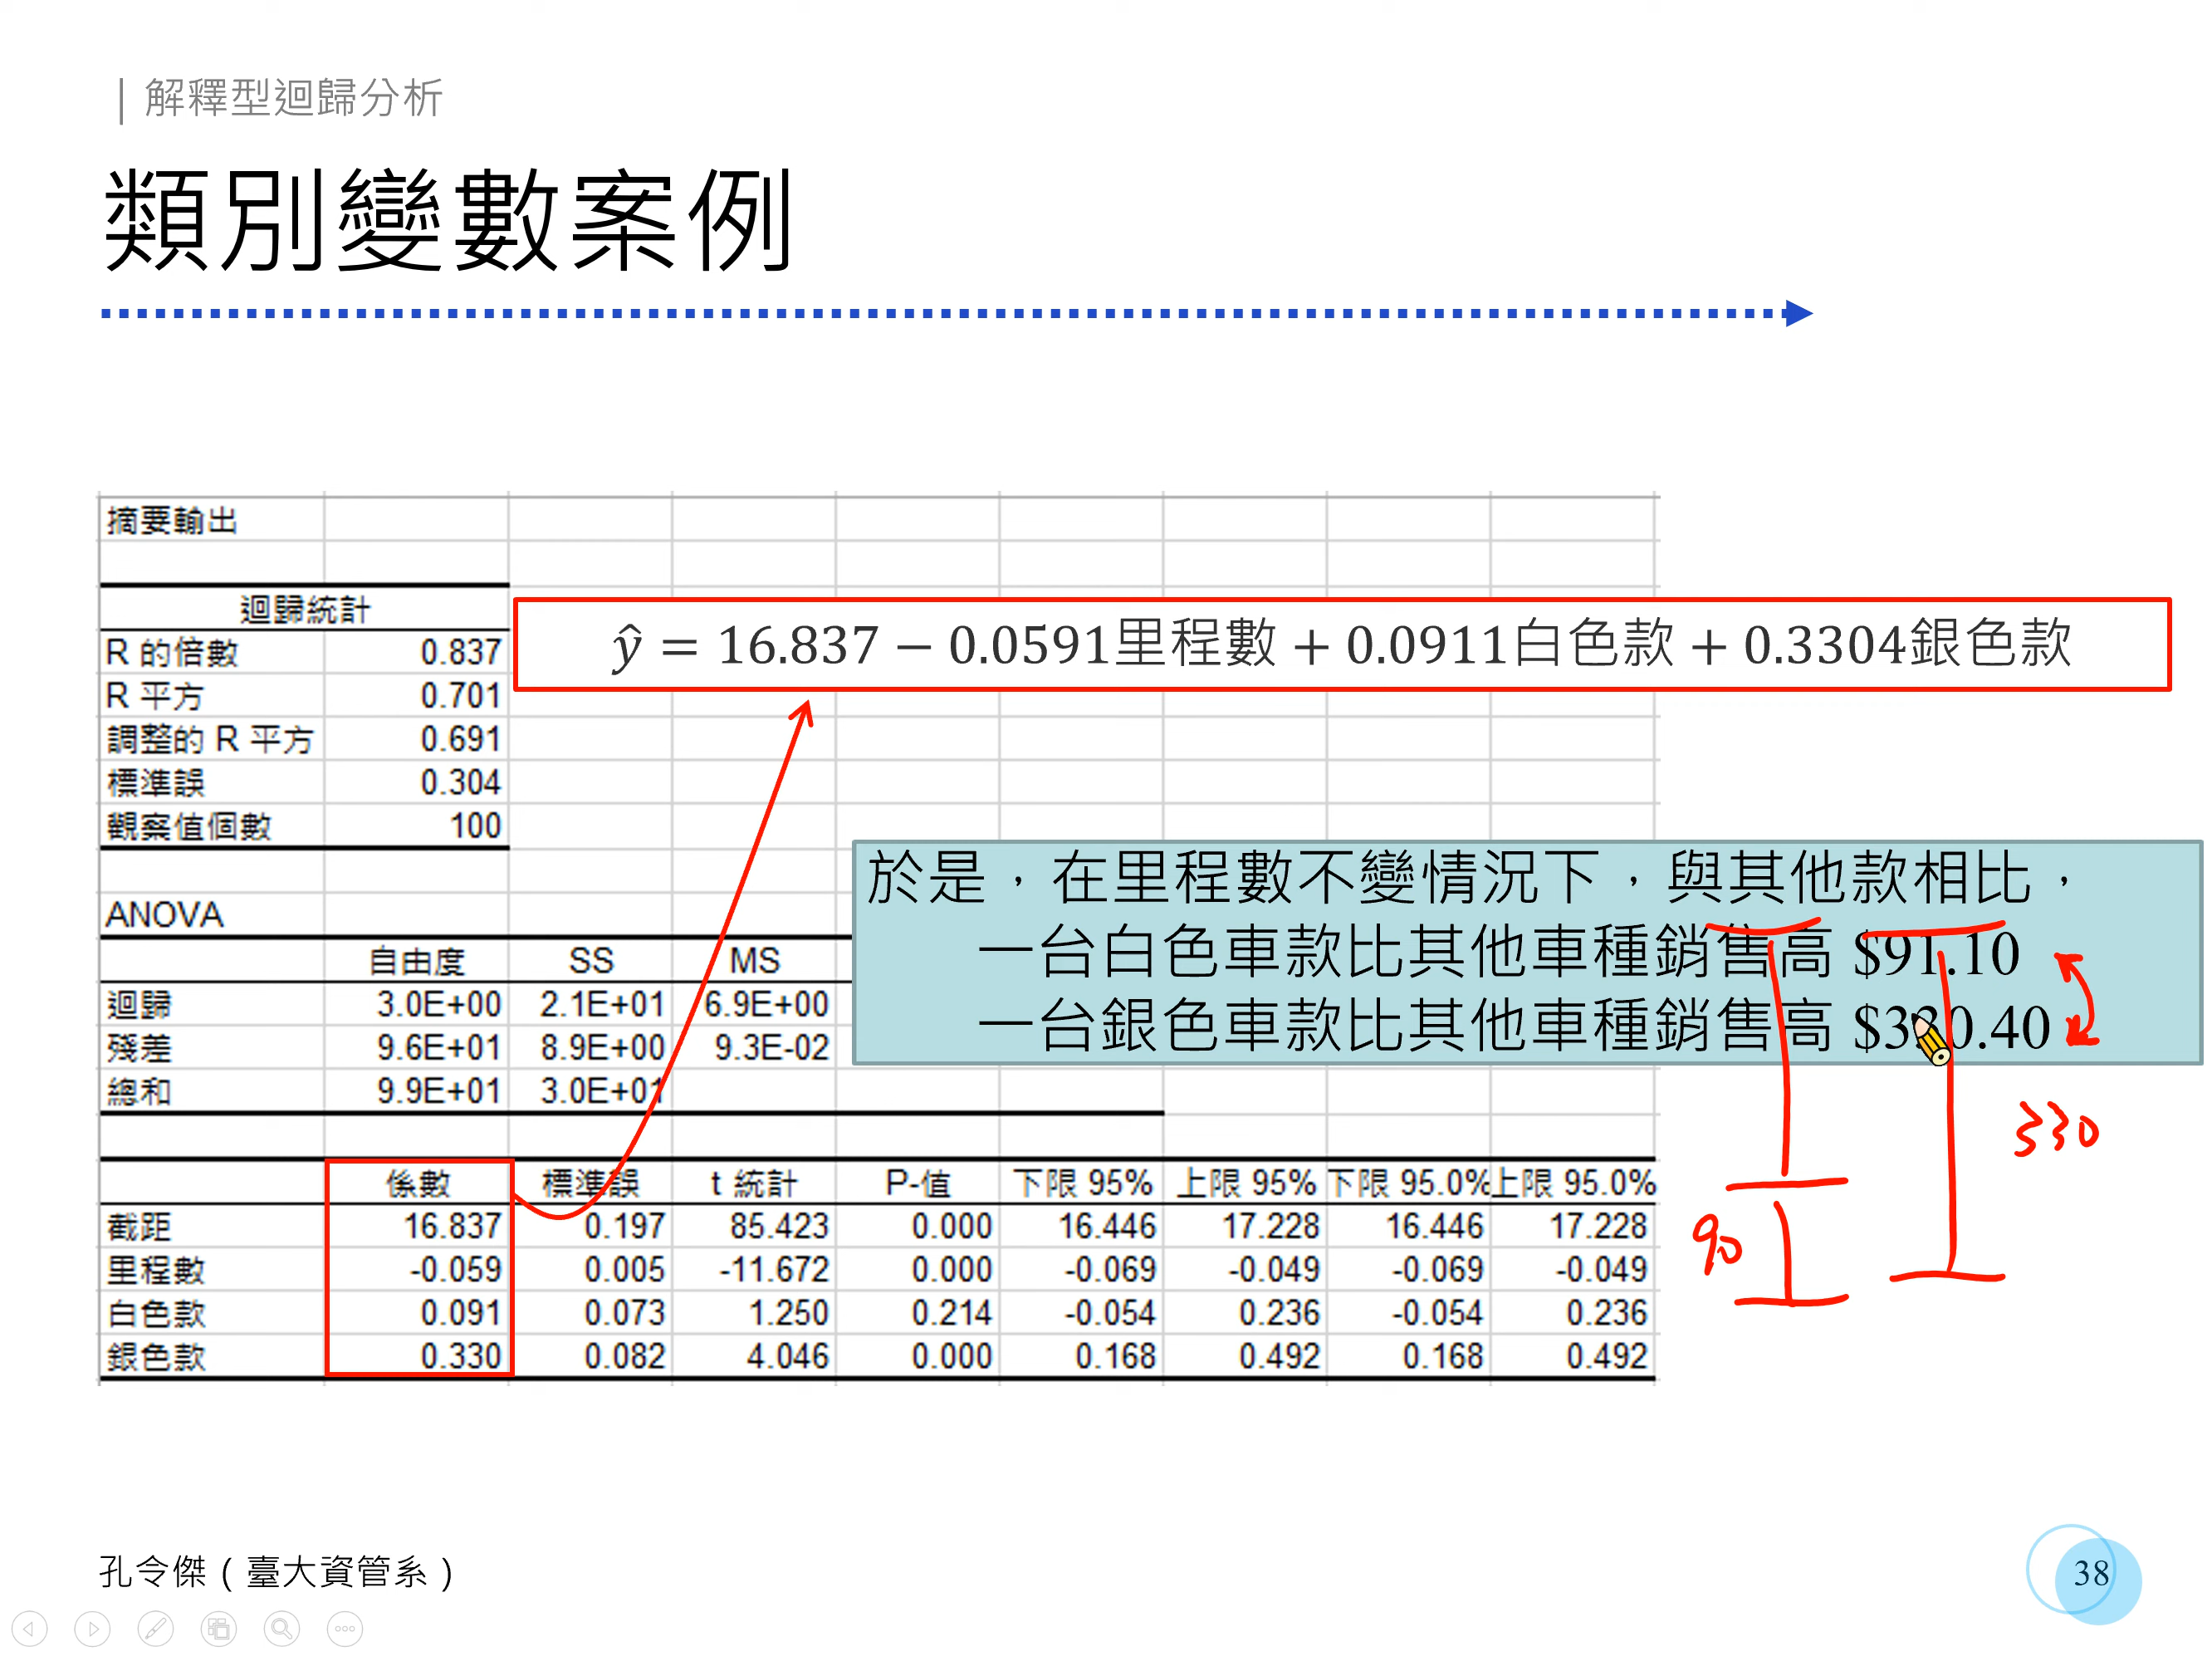 解釋型迴歸分析
類別變數案例
摘要輸出
迴歸統計
R 的倍數 0.837
R 平方 0.701
調整的 R 平方 0.691
標準誤 0.304
觀察值個數 100
ŷ = 16.837 − 0.0591里程數 + 0.0911白色款 + 0.3304銀色款
於是，在里程數不變情況下，與其他款相比，
一台白色車款比其他車種銷售高 $91.10
一台銀色車款比其他車種銷售高 $330.40
ANOVA
自由度 SS MS
迴歸 3.0E+00 2.1E+01 6.9E+00
殘差 9.6E+01 8.9E+00 9.3E-02
總和 9.9E+01 3.0E+01
330
90
係數 標準誤 t 統計 P-值 下限 95% 上限 95% 下限 95.0% 上限 95.0%
截距 16.837 0.197 85.423 0.000 16.446 17.228 16.446 17.228
里程數 -0.059 0.005 -11.672 0.000 -0.069 -0.049 -0.069 -0.049
白色款 0.091 0.073 1.250 0.214 -0.054 0.236 -0.054 0.236
銀色款 0.330 0.082 4.046 0.000 0.168 0.492 0.168 0.492
孔令傑（臺大資管系）
38